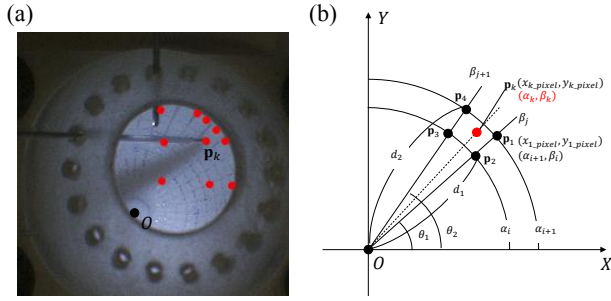 (a)
(b)
p_k
O
Y
β_{j+1}
p_k (x_{k_pixel}, y_{k_pixel})
(α_k, β_k)
p_4
β_j
p_3
p_1 (x_{1_pixel}, y_{1_pixel})
(α_{i+1}, β_i)
p_2
d_2
d_1
θ_1
θ_2
α_i
α_{i+1}
O
X